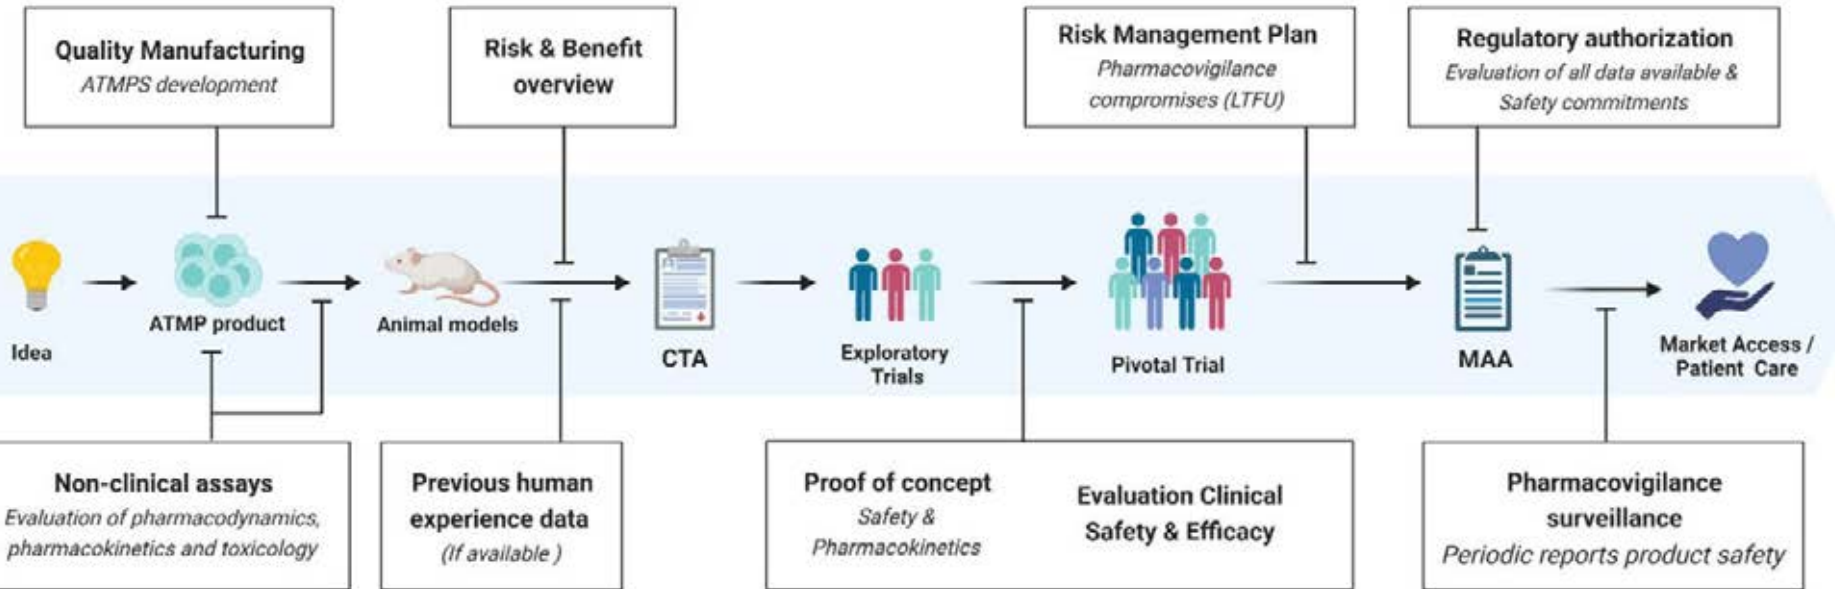 Quality Manufacturing
ATMPS development
Risk & Benefit
overview
Risk Management Plan
Pharmacovigilance
compromises (LTFU)
Regulatory authorization
Evaluation of all data available &
Safety commitments
Idea
ATMP product
Animal models
CTA
Exploratory
Trials
Pivotal Trial
MAA
Market Access /
Patient Care
Non-clinical assays
Evaluation of pharmacodynamics,
pharmacokinetics and toxicology
Previous human
experience data
(If available )
Proof of concept
Safety &
Pharmacokinetics
Evaluation Clinical
Safety & Efficacy
Pharmacovigilance
surveillance
Periodic reports product safety